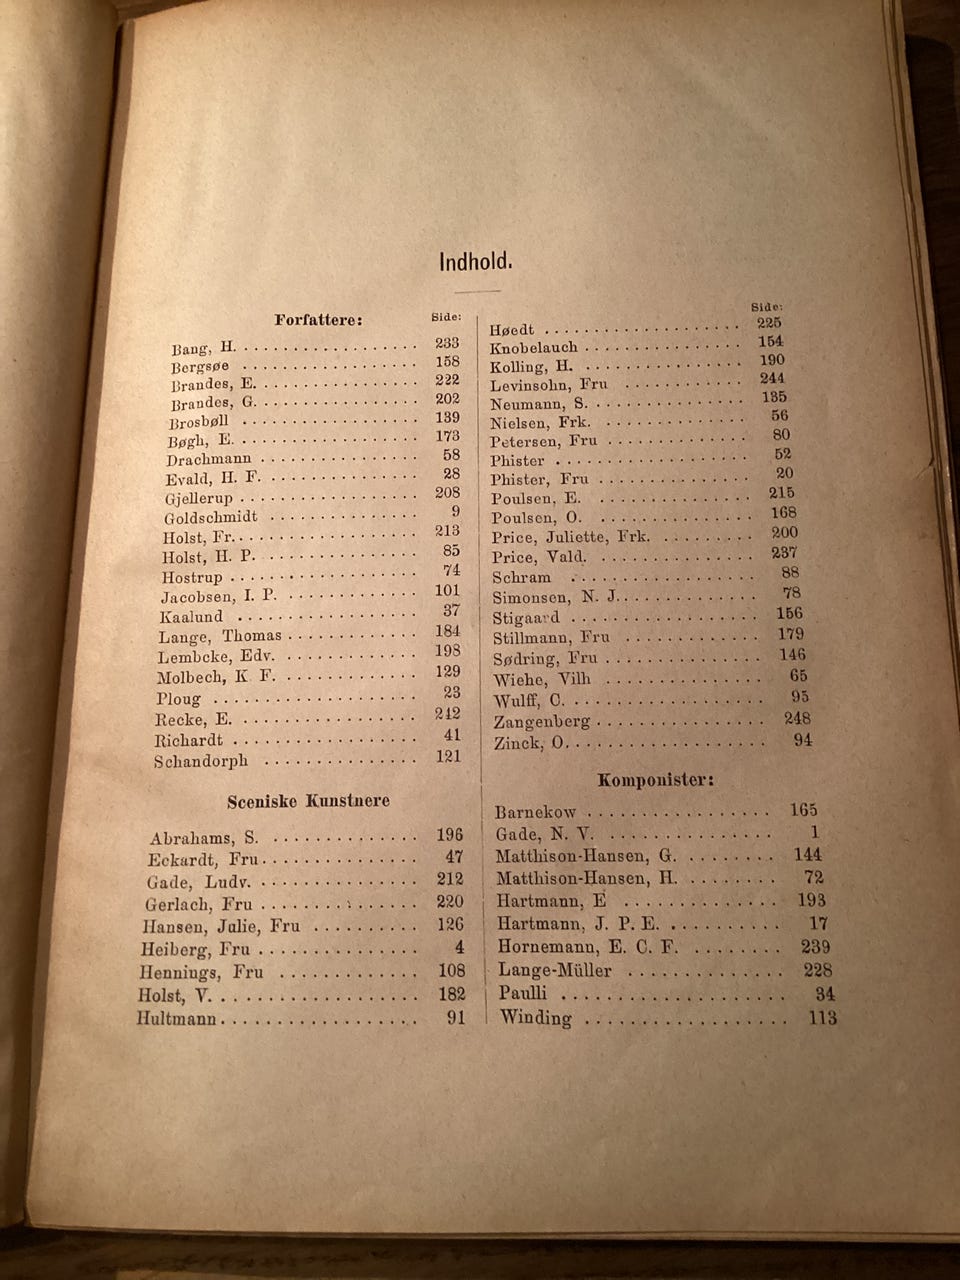 Indhold.
Forfattere: Side:
Bang, H. 233
Bergsøe 158
Brandes, E. 222
Brandes, G. 202
Brosbøll 139
Bøgh, E. 173
Drachmann 58
Evald, H. F. 28
Gjellerup 208
Goldschmidt 9
Holst, Fr. 213
Holst, H. P. 85
Hostrup 74
Jacobsen, I. P. 101
Kaalund 37
Lange, Thomas 184
Lembcke, Edv. 198
Molbech, K F. 129
Ploug 23
Recke, E. 242
Richardt 41
Schandorph 121
Sceniske Kunstnere
Abrahams, S. 196
Eckardt, Fru 47
Gade, Ludv. 212
Gerlach, Fru 220
Hansen, Julie, Fru 126
Heiberg, Fru 4
Hennings, Fru 108
Holst, V. 182
Hultmann 91
Side:
Høedt 225
Knobelauch 154
Kolling, H. 190
Levinsohn, Fru 244
Neumann, S. 135
Nielsen, Frk. 56
Petersen, Fru 80
Phister 52
Phister, Fru 20
Poulsen, E. 215
Poulsen, O. 168
Price, Juliette, Frk. 200
Price, Vald. 237
Schram 88
Simonsen, N. J. 78
Stigaard 156
Stillmann, Fru 179
Sødring, Fru 146
Wiehe, Vilh 65
Wulff, C. 95
Zangenberg 248
Zinck, O. 94
Komponister:
Barnekow 165
Gade, N. V. 1
Matthison-Hansen, G. 144
Matthison-Hansen, H. 72
Hartmann, E 193
Hartmann, J. P. E. 17
Hornemann, E. C. F. 239
Lange-Müller 228
Paulli 34
Winding 113